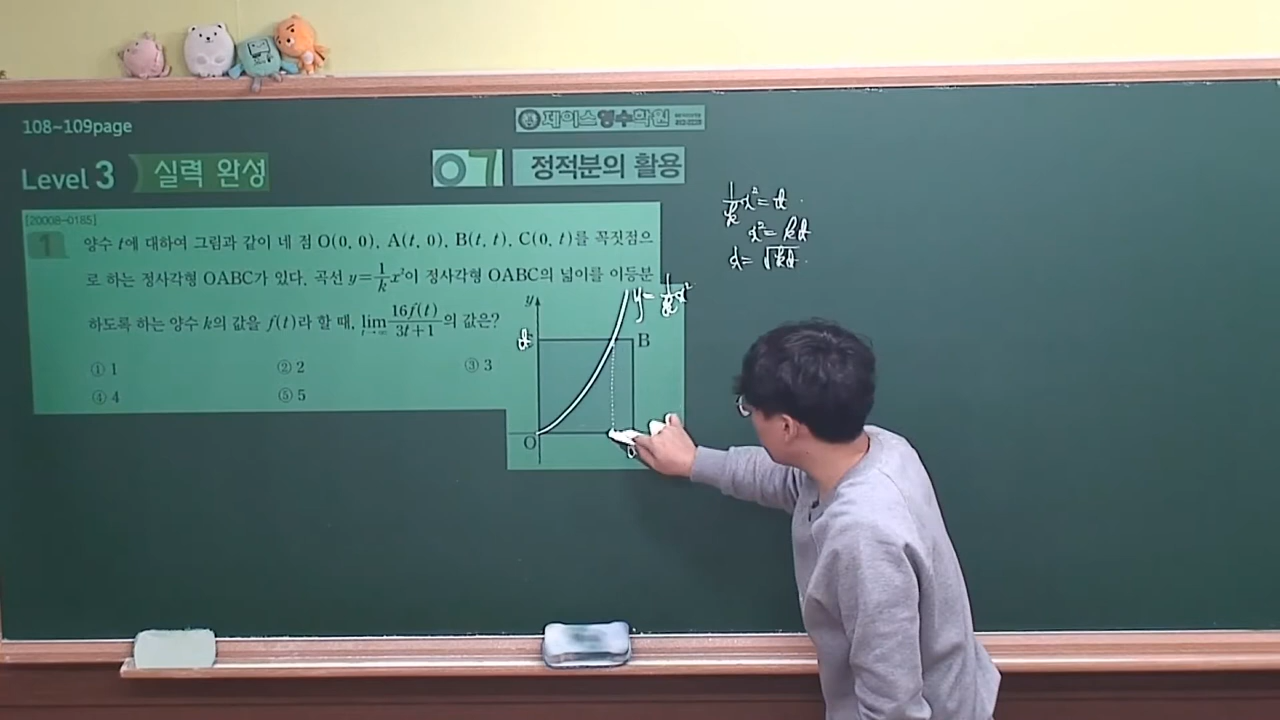 108~109page
제이스영수학원
Level 3 실력 완성
07 정적분의 활용
[20008-0185]
1 양수 t에 대하여 그림과 같이 네 점 O(0, 0), A(t, 0), B(t, t), C(0, t)를 꼭짓점으
로 하는 정사각형 OABC가 있다. 곡선 y=1/k x²이 정사각형 OABC의 넓이를 이등분
하도록 하는 양수 k의 값을 f(t)라 할 때, lim t→∞ 16f(t)/3t+1 의 값은?
① 1 ② 2 ③ 3
④ 4 ⑤ 5
y
y=1/k x²
t
B
O
1/k x²=t.
x²=kt
x=√kt.